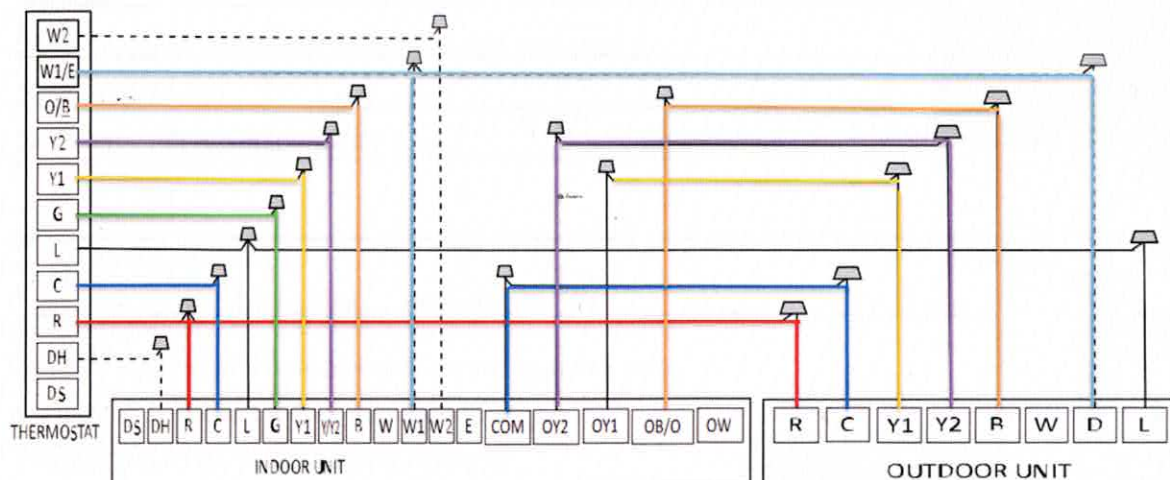 W2
W1/E
O/B
Y2
Y1
G
L
C
R
DH
DS
THERMOSTAT
DS DH R C L G Y1 Y/Y2 B W W1 W2 E COM OY2 OY1 OB/O OW
INDOOR UNIT
R C Y1 Y2 B W D L
OUTDOOR UNIT